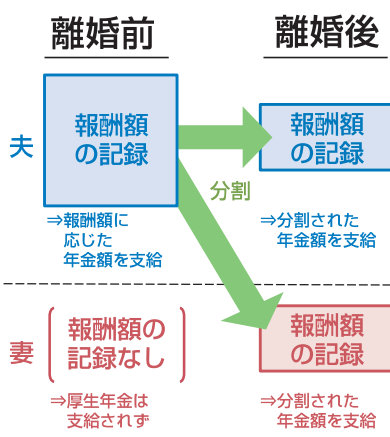 離婚前
離婚後
夫
報酬額
の記録
報酬額
の記録
分割
⇒報酬額に
応じた
年金額を支給
⇒分割された
年金額を支給
妻
報酬額の
記録なし
報酬額
の記録
⇒厚生年金は
支給されず
⇒分割された
年金額を支給